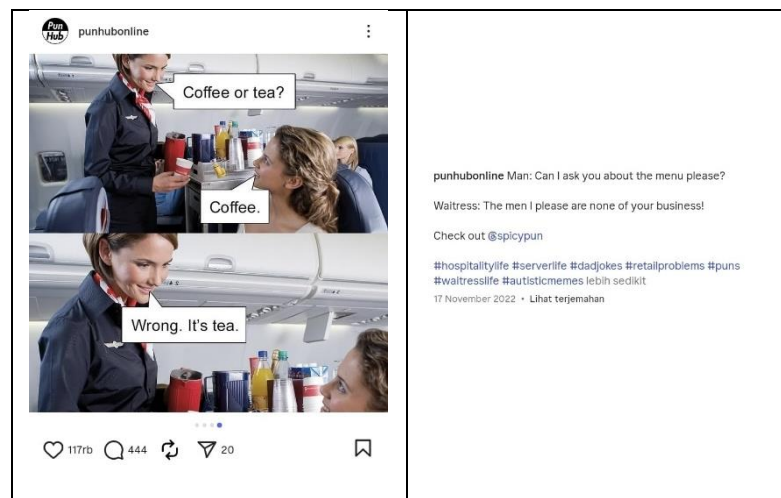 Pun
Hub
punhubonline
Coffee or tea?
Coffee.
Wrong. It's tea.
117rb 444 20
punhubonline Man: Can I ask you about the menu please?
Waitress: The men I please are none of your business!
Check out @spicypun
#hospitalitylife #serverlife #dadjokes #retailproblems #puns
#waitresslife #autisticmemes lebih sedikit
17 November 2022 • Lihat terjemahan